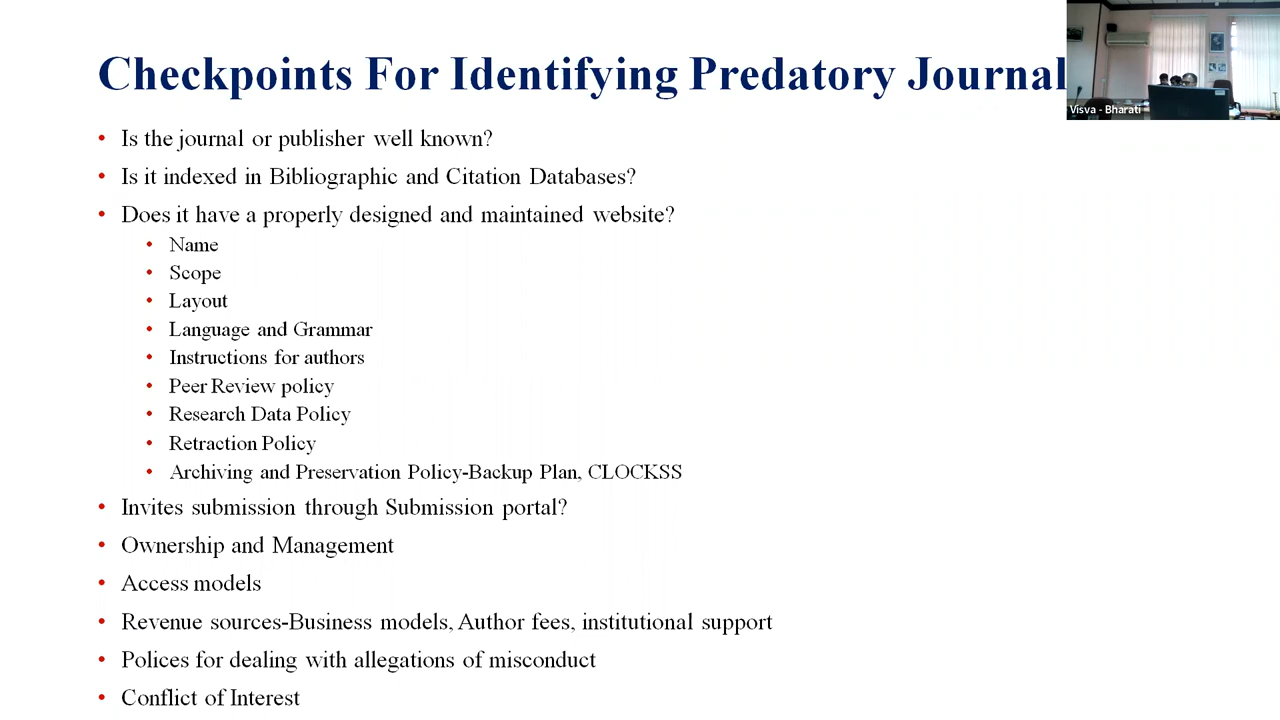 Checkpoints For Identifying Predatory Journal
Visva - Bharati
• Is the journal or publisher well known?
• Is it indexed in Bibliographic and Citation Databases?
• Does it have a properly designed and maintained website?
• Name
• Scope
• Layout
• Language and Grammar
• Instructions for authors
• Peer Review policy
• Research Data Policy
• Retraction Policy
• Archiving and Preservation Policy-Backup Plan, CLOCKSS
• Invites submission through Submission portal?
• Ownership and Management
• Access models
• Revenue sources-Business models, Author fees, institutional support
• Polices for dealing with allegations of misconduct
• Conflict of Interest